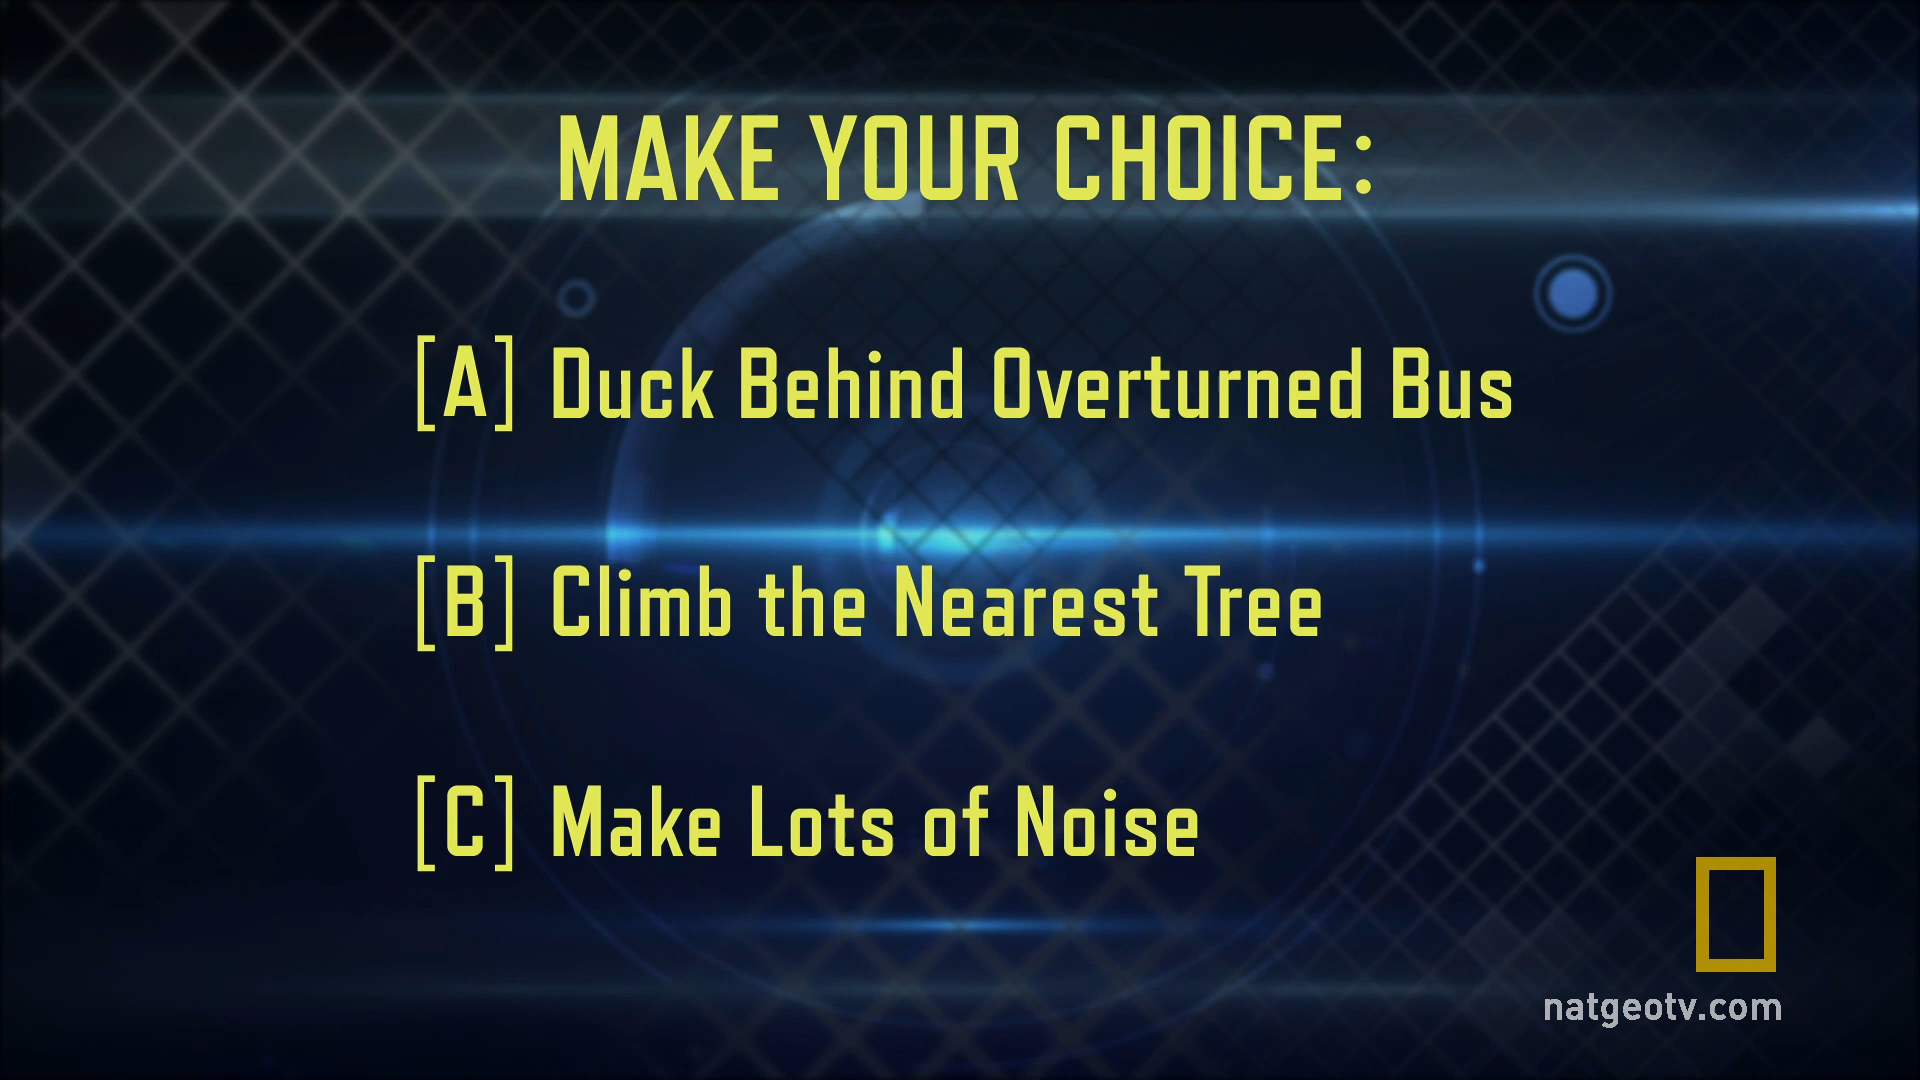 MAKE YOUR CHOICE:
[A] Duck Behind Overturned Bus
[B] Climb the Nearest Tree
[C] Make Lots of Noise
natgeotv.com